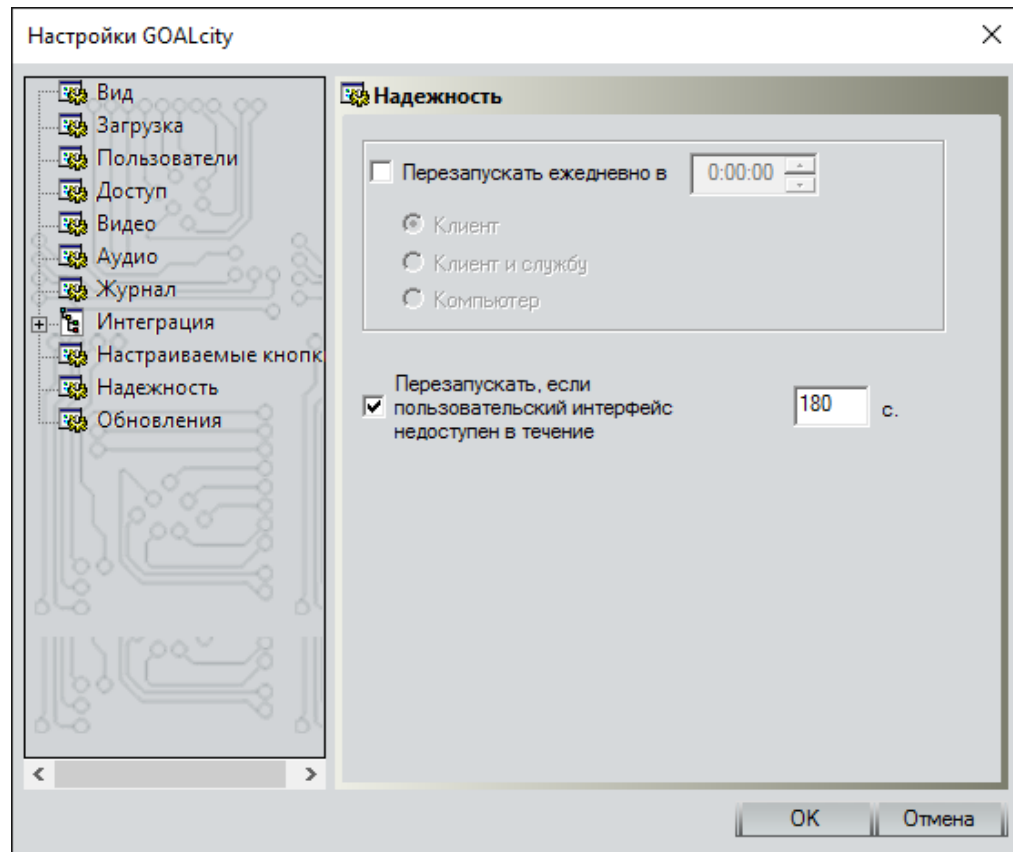 Настройки GOALcity
Вид
Загрузка
Пользователи
Доступ
Видео
Аудио
Журнал
Интеграция
Настраиваемые кнопк
Надежность
Обновления
Надежность
Перезапускать ежедневно в 0:00:00
Клиент
Клиент и службу
Компьютер
Перезапускать, если
пользовательский интерфейс
недоступен в течение
180 с.
OK Отмена